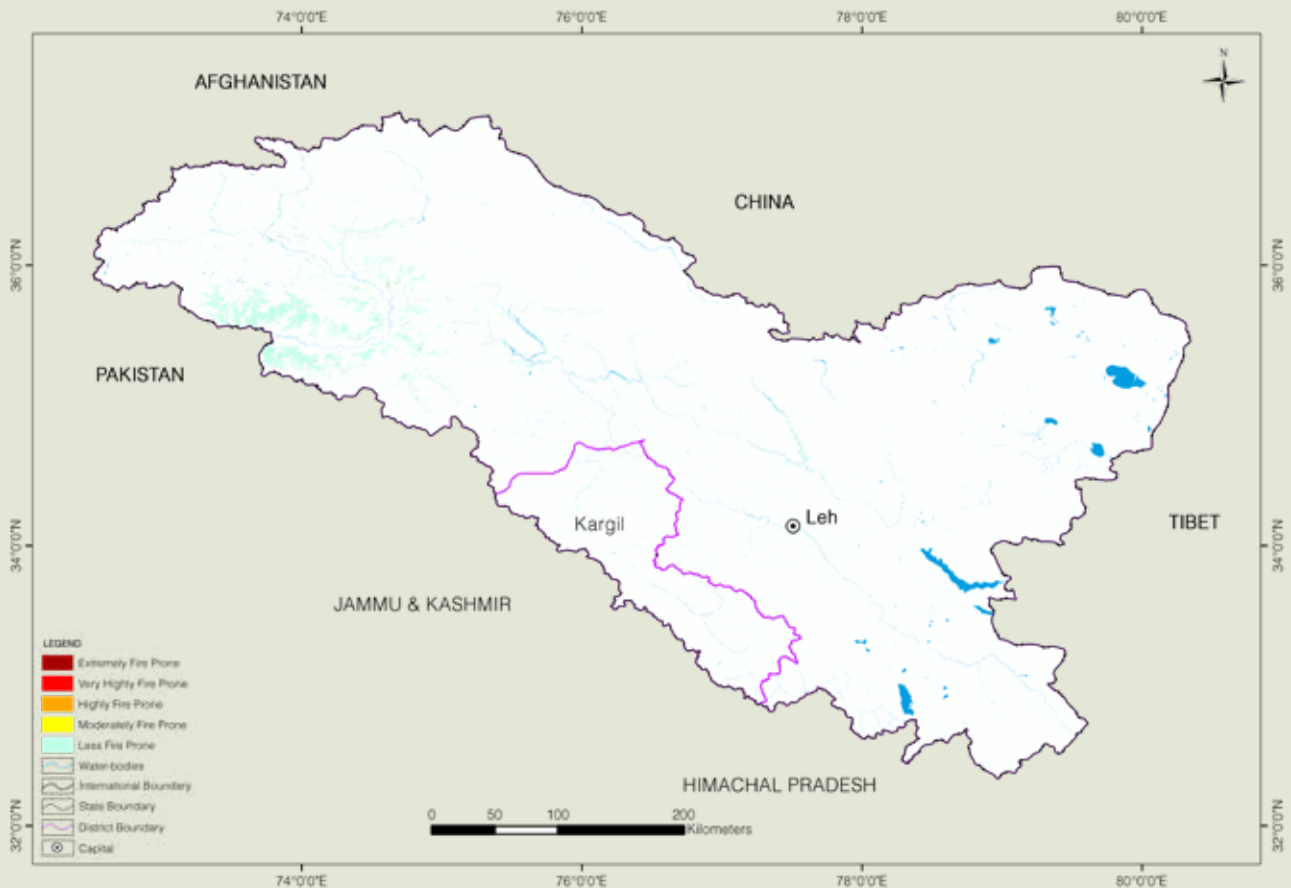 74°0'0"E 76°0'0"E 78°0'0"E 80°0'0"E
N
AFGHANISTAN
CHINA
36°0'0"N 36°0'0"N
PAKISTAN
Leh
Kargil
TIBET
34°0'0"N 34°0'0"N
JAMMU & KASHMIR
LEGEND
Extremely Fire Prone
Very Highly Fire Prone
Highly Fire Prone
Moderately Fire Prone
Less Fire Prone
Water-bodies
International Boundary
State Boundary
District Boundary
Capital
HIMACHAL PRADESH
0 50 100 200
Kilometers
32°0'0"N 32°0'0"N
74°0'0"E 76°0'0"E 78°0'0"E 80°0'0"E